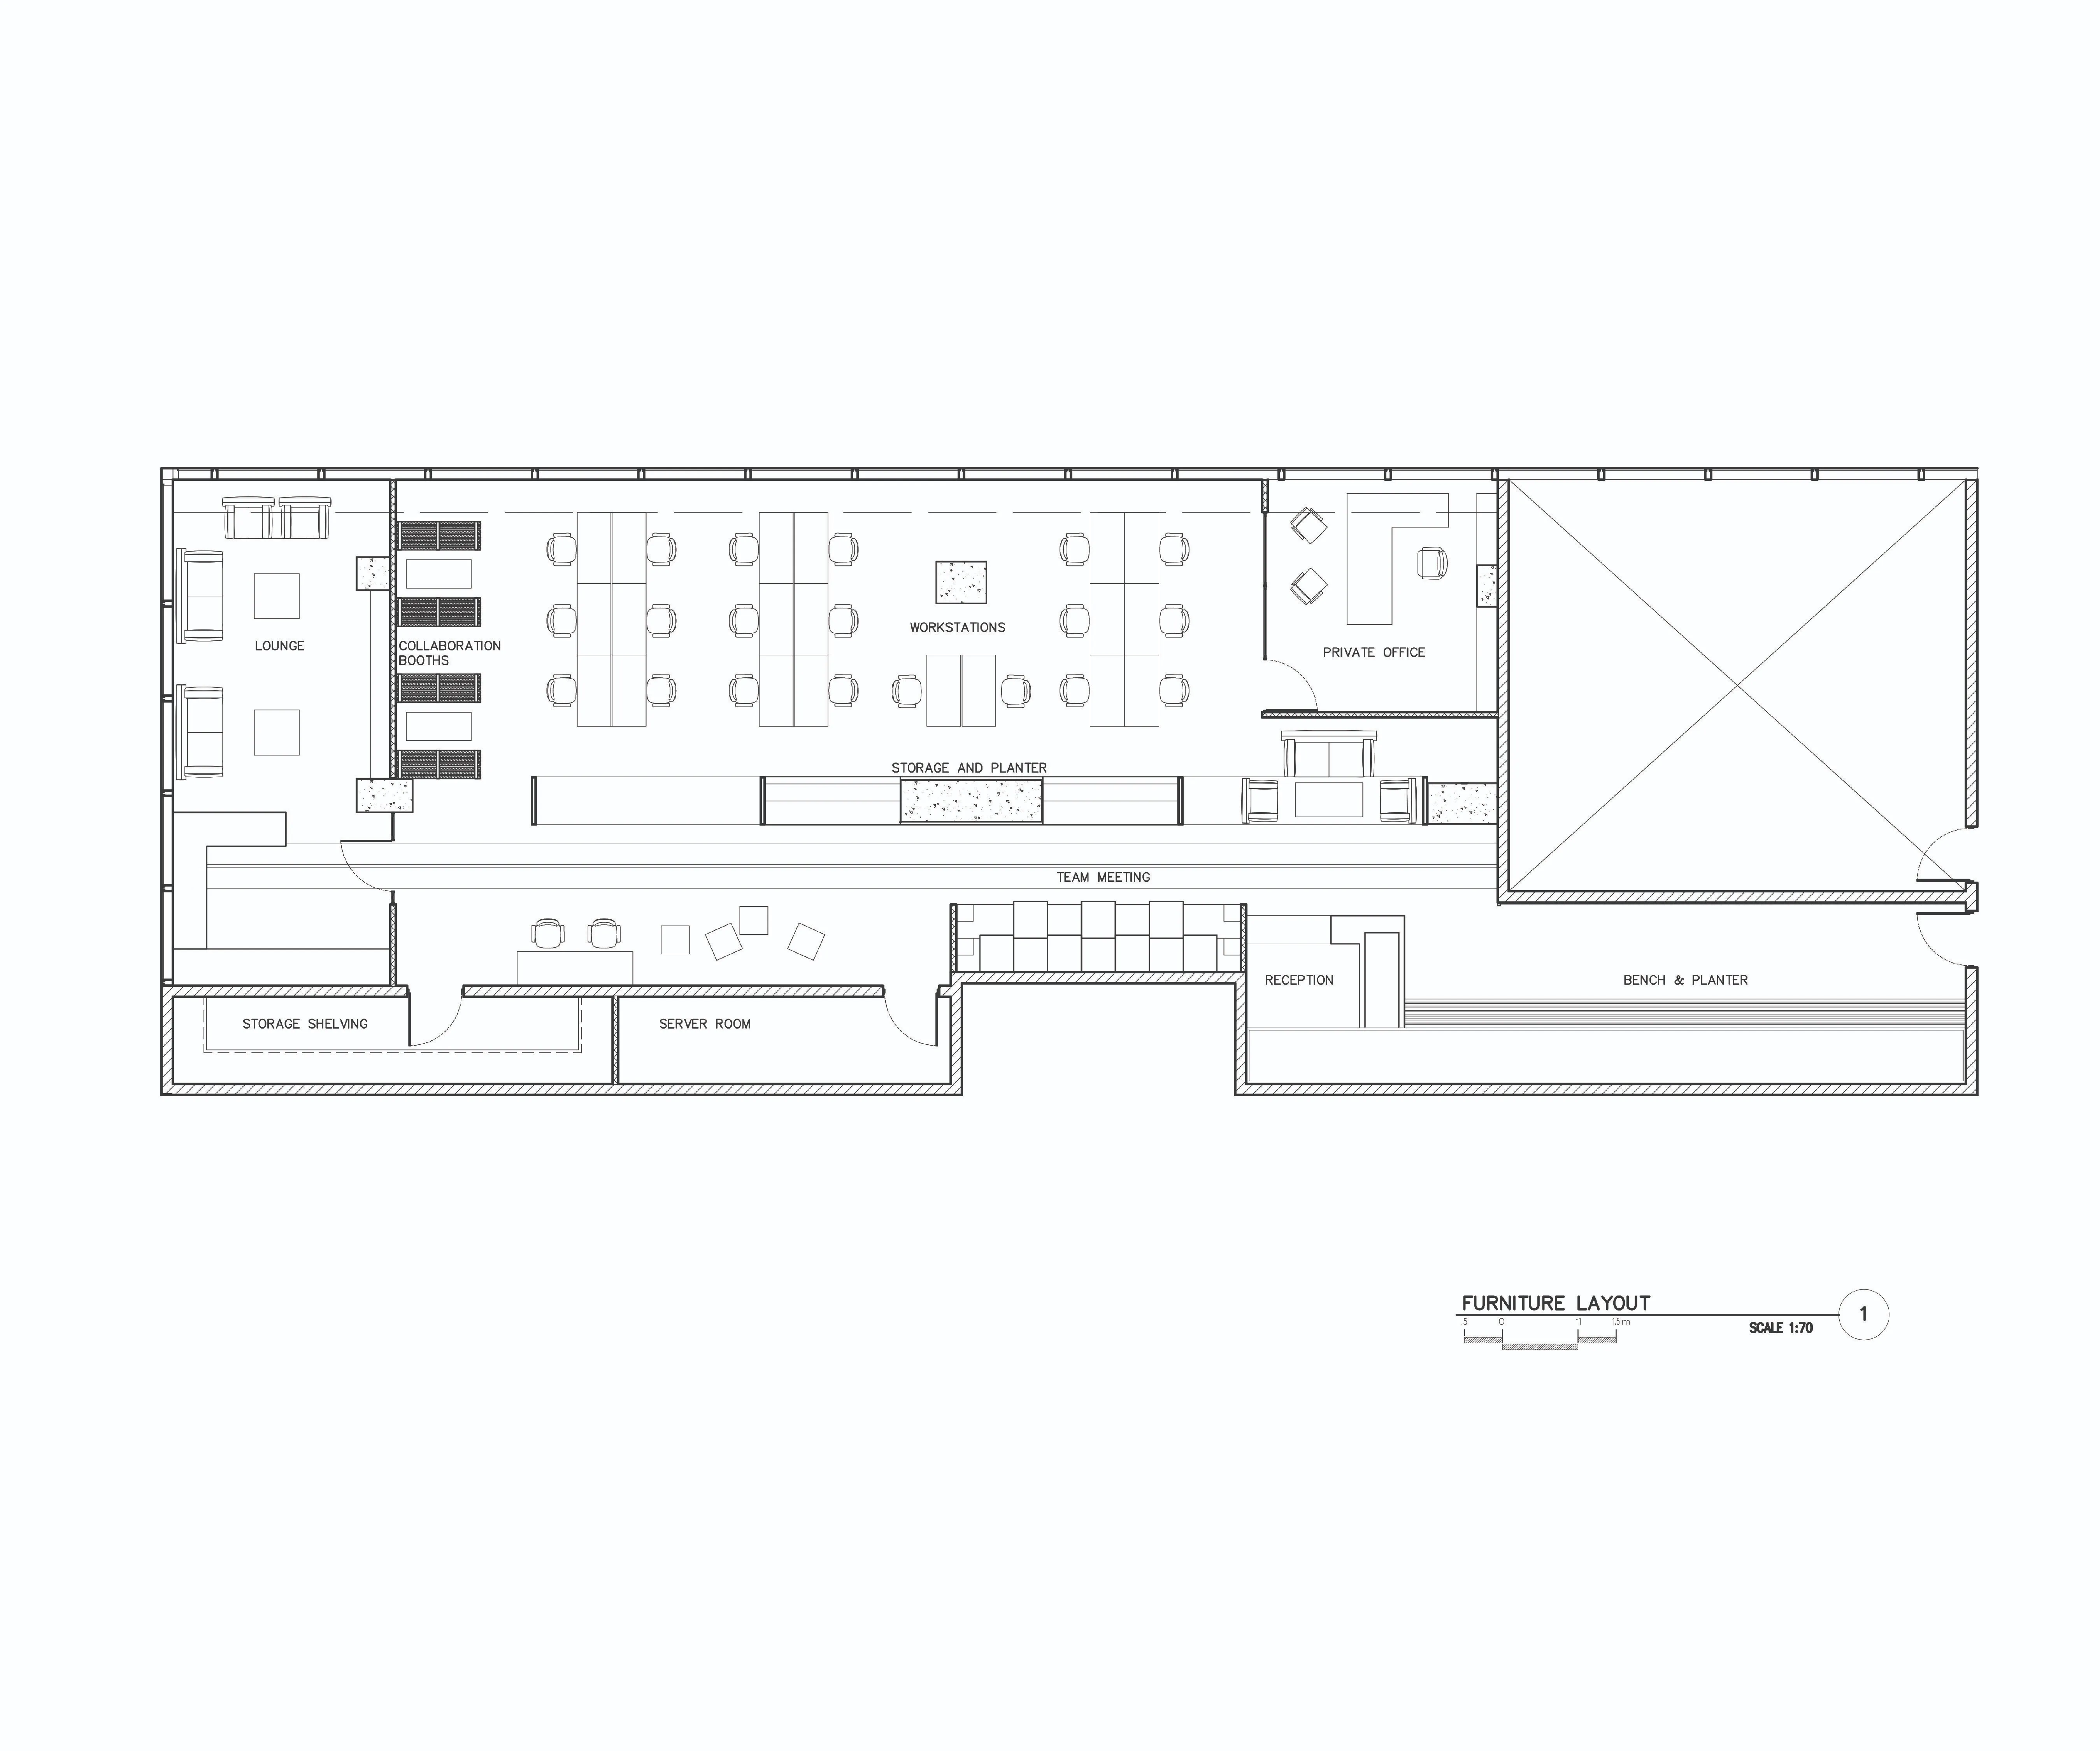 LOUNGE
COLLABORATION
BOOTHS
WORKSTATIONS
PRIVATE OFFICE
STORAGE AND PLANTER
TEAM MEETING
RECEPTION
BENCH & PLANTER
STORAGE SHELVING
SERVER ROOM
FURNITURE LAYOUT
1
.5 0 1 1.5m
SCALE 1:70